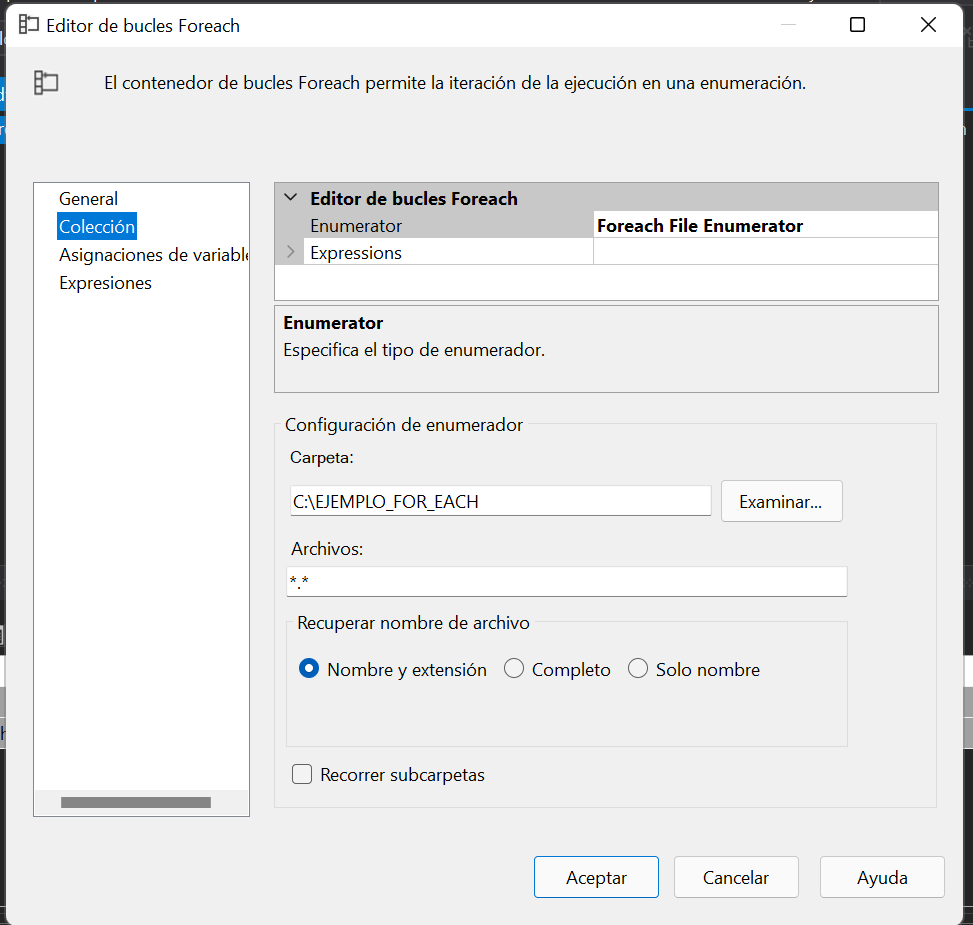 Editor de bucles Foreach
El contenedor de bucles Foreach permite la iteración de la ejecución en una enumeración.
General
Colección
Asignaciones de variable
Expresiones
Editor de bucles Foreach
Enumerator Foreach File Enumerator
Expressions
Enumerator
Especifica el tipo de enumerador.
Configuración de enumerador
Carpeta:
C:\EJEMPLO_FOR_EACH Examinar...
Archivos:
*.*
Recuperar nombre de archivo
Nombre y extensión Completo Solo nombre
Recorrer subcarpetas
Aceptar Cancelar Ayuda